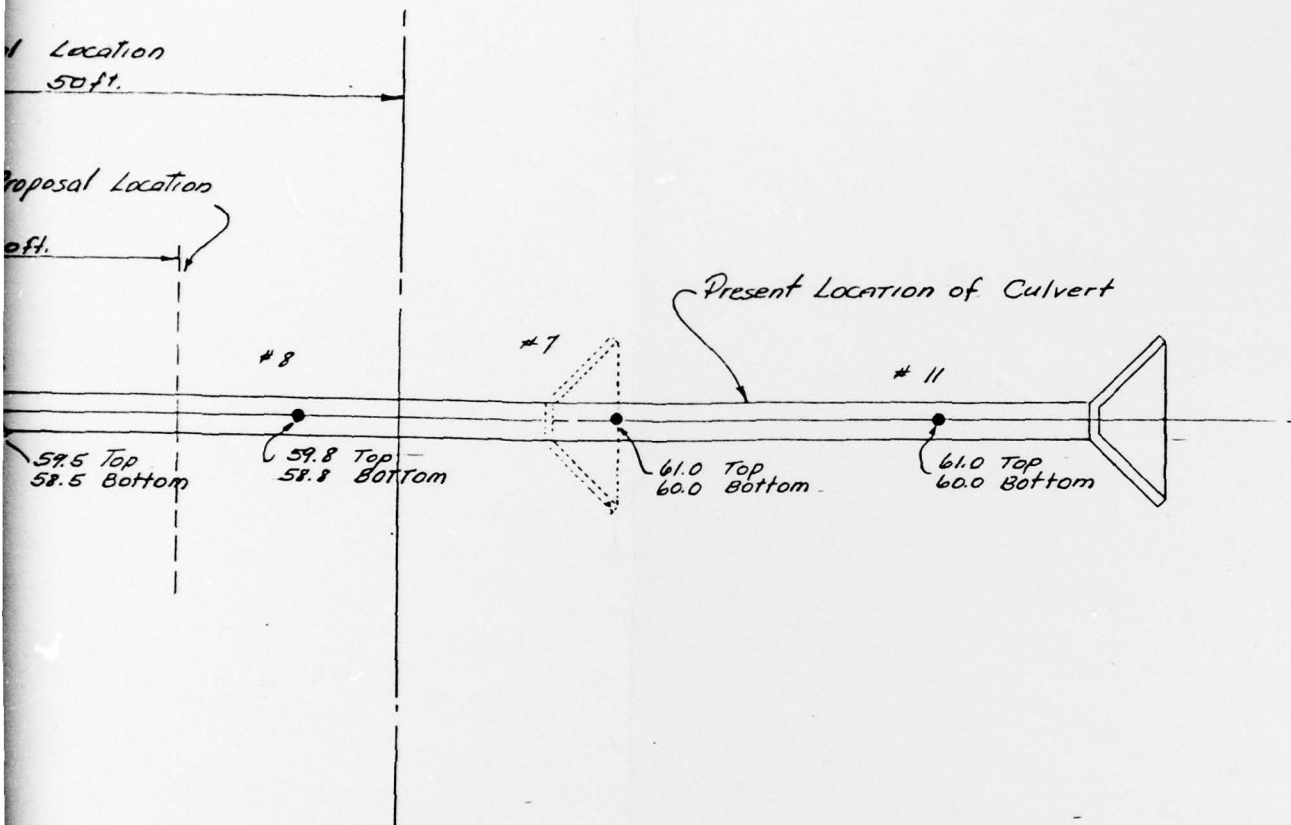 Location
50ft.
Proposal Location
0ft.
Present Location of Culvert
#8
#7
# 11
59.5 Top
58.5 Bottom
59.8 Top
58.8 Bottom
61.0 Top
60.0 Bottom
61.0 Top
60.0 Bottom